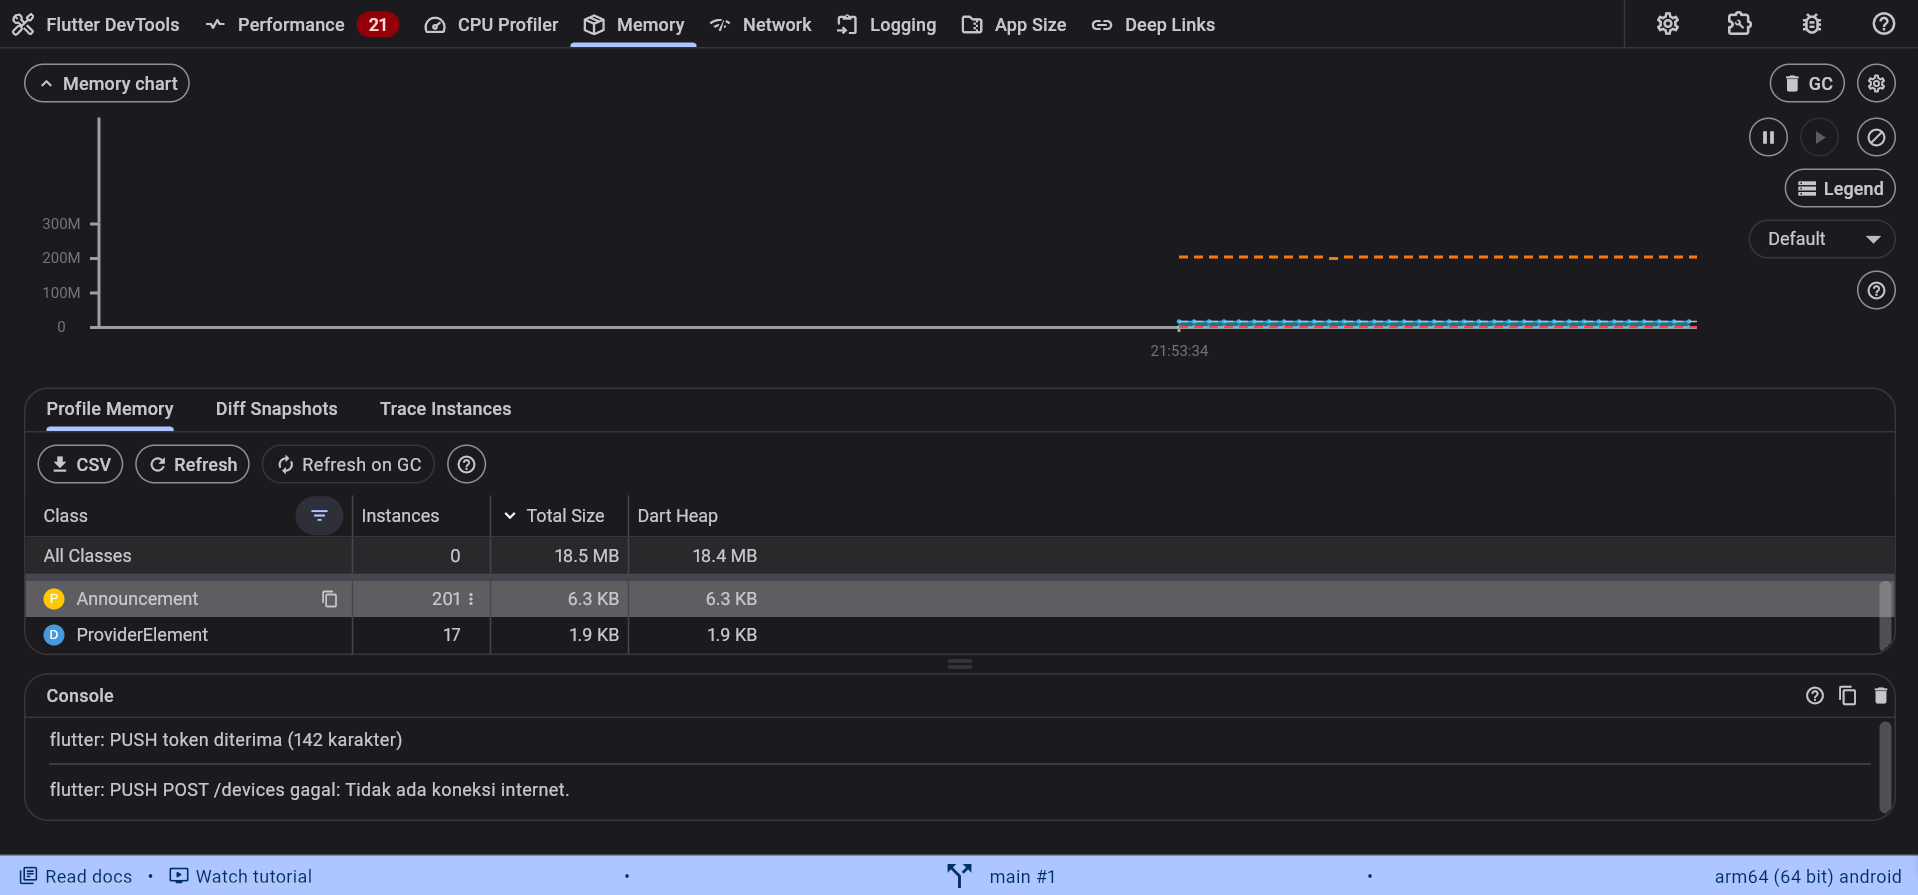 Flutter DevTools Performance 21 CPU Profiler Memory Network Logging App Size Deep Links
Memory chart
GC
Legend
Default
300M
200M
100M
0
21:53:34
Profile Memory Diff Snapshots Trace Instances
CSV Refresh Refresh on GC
Class Instances Total Size Dart Heap
All Classes 0 18.5 MB 18.4 MB
P Announcement 201 6.3 KB 6.3 KB
D ProviderElement 17 1.9 KB 1.9 KB
Console
flutter: PUSH token diterima (142 karakter)
flutter: PUSH POST /devices gagal: Tidak ada koneksi internet.
Read docs • Watch tutorial • main #1 • arm64 (64 bit) android